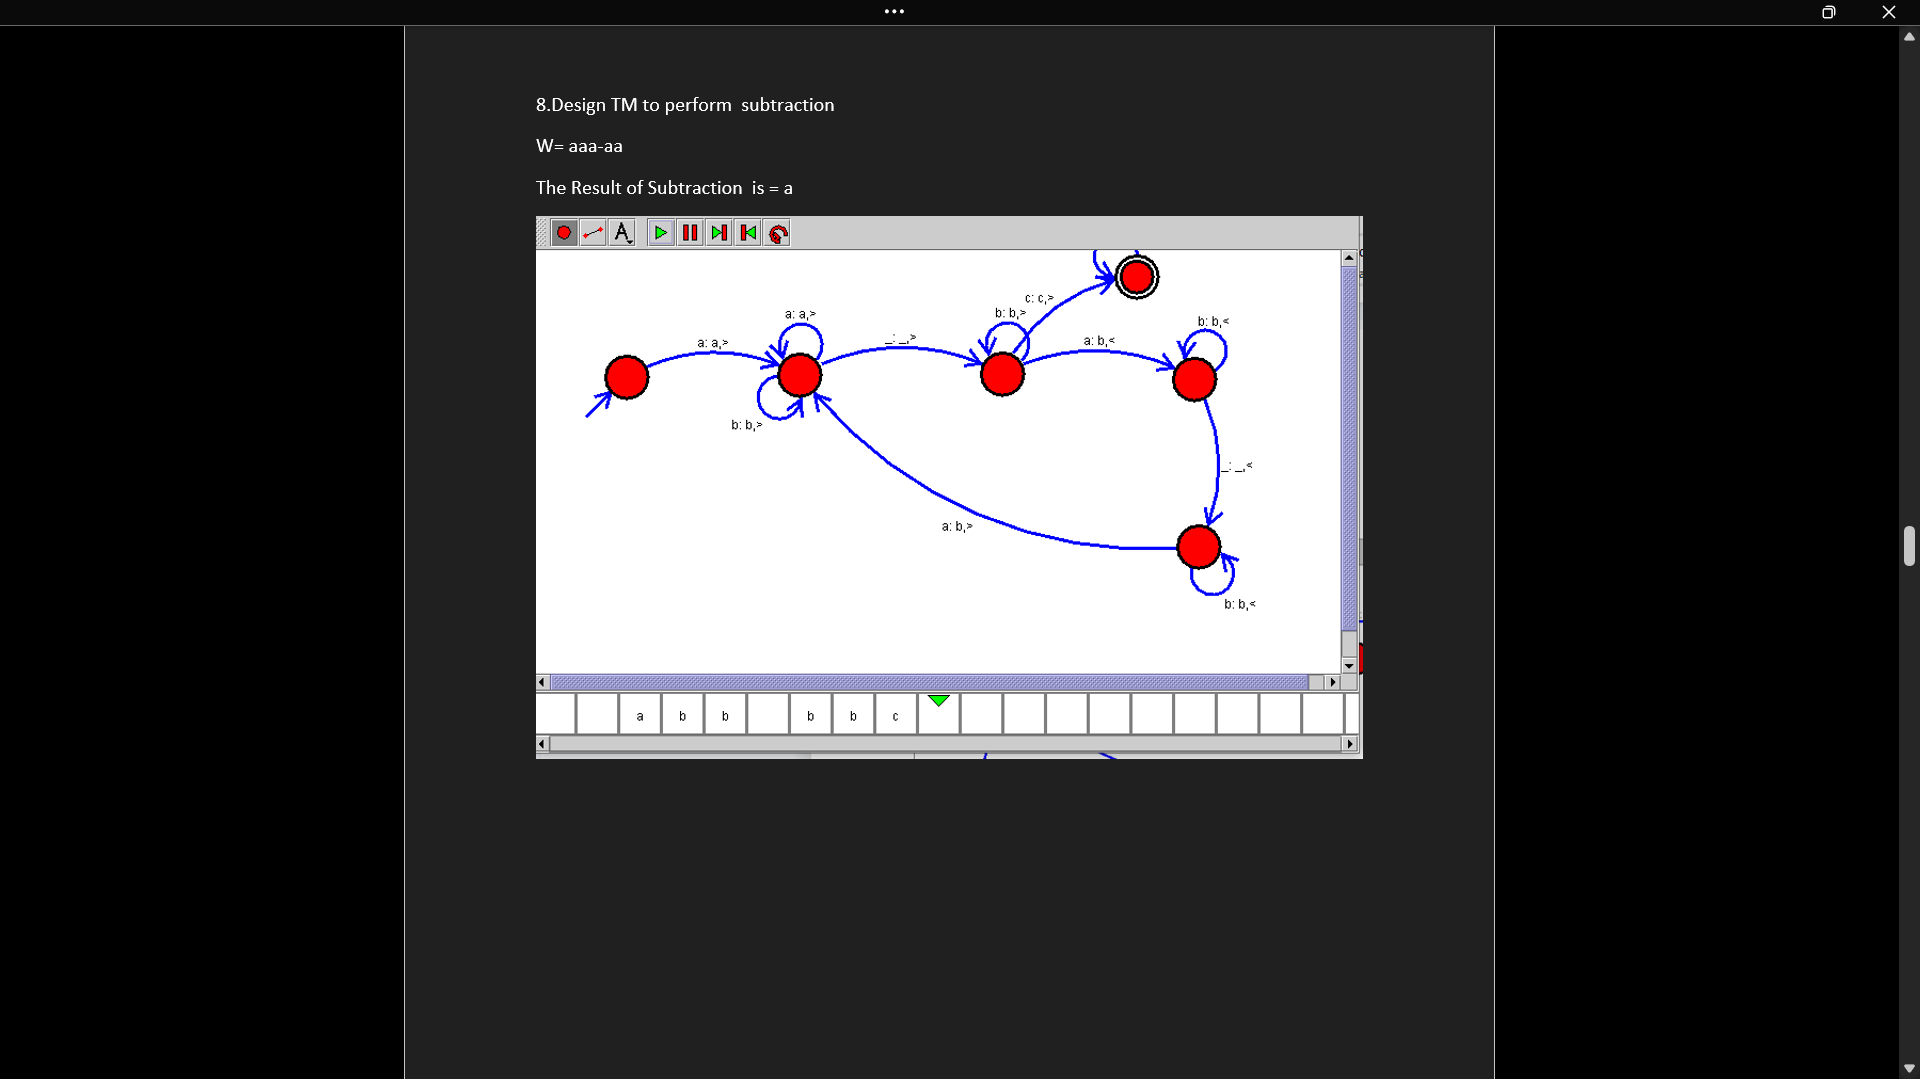 8.Design TM to perform  subtraction
W= aaa-aa
The Result of Subtraction  is = a
A
c: c,>
a: a,>
b: b,>
b: b,<
a: a,>
_: _,>
a: b,<
b: b,>
_: _,<
a: b,>
b: b,<
a b b b b c